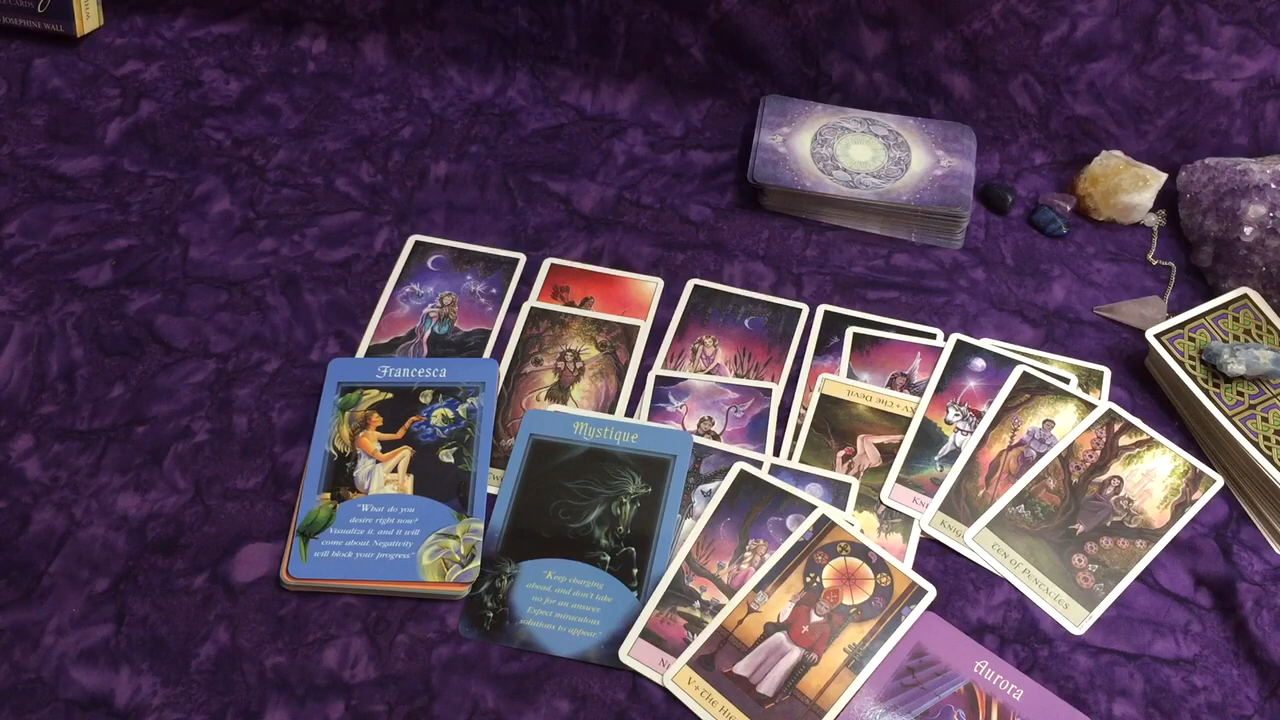 JOSEPHINE WALL
Francesca
"What do you
desire right now?
Visualize it, and it will
come about. Negativity
will block your progress"
Mystique
"Keep charging
ahead, and don't take
no for an answer
Expect miraculous
solutions to appear."
XV + The Devil
Ten of Pentacles
V + The
Aurora